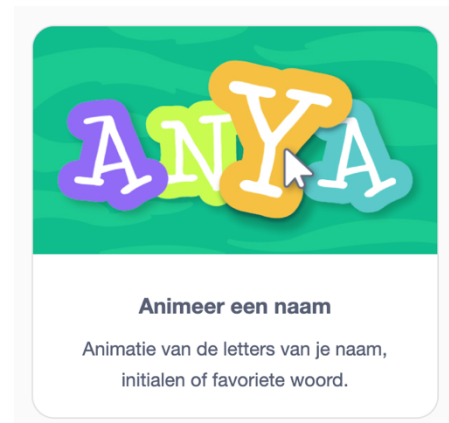 ANYA
Animeer een naam
Animatie van de letters van je naam,
initialen of favoriete woord.